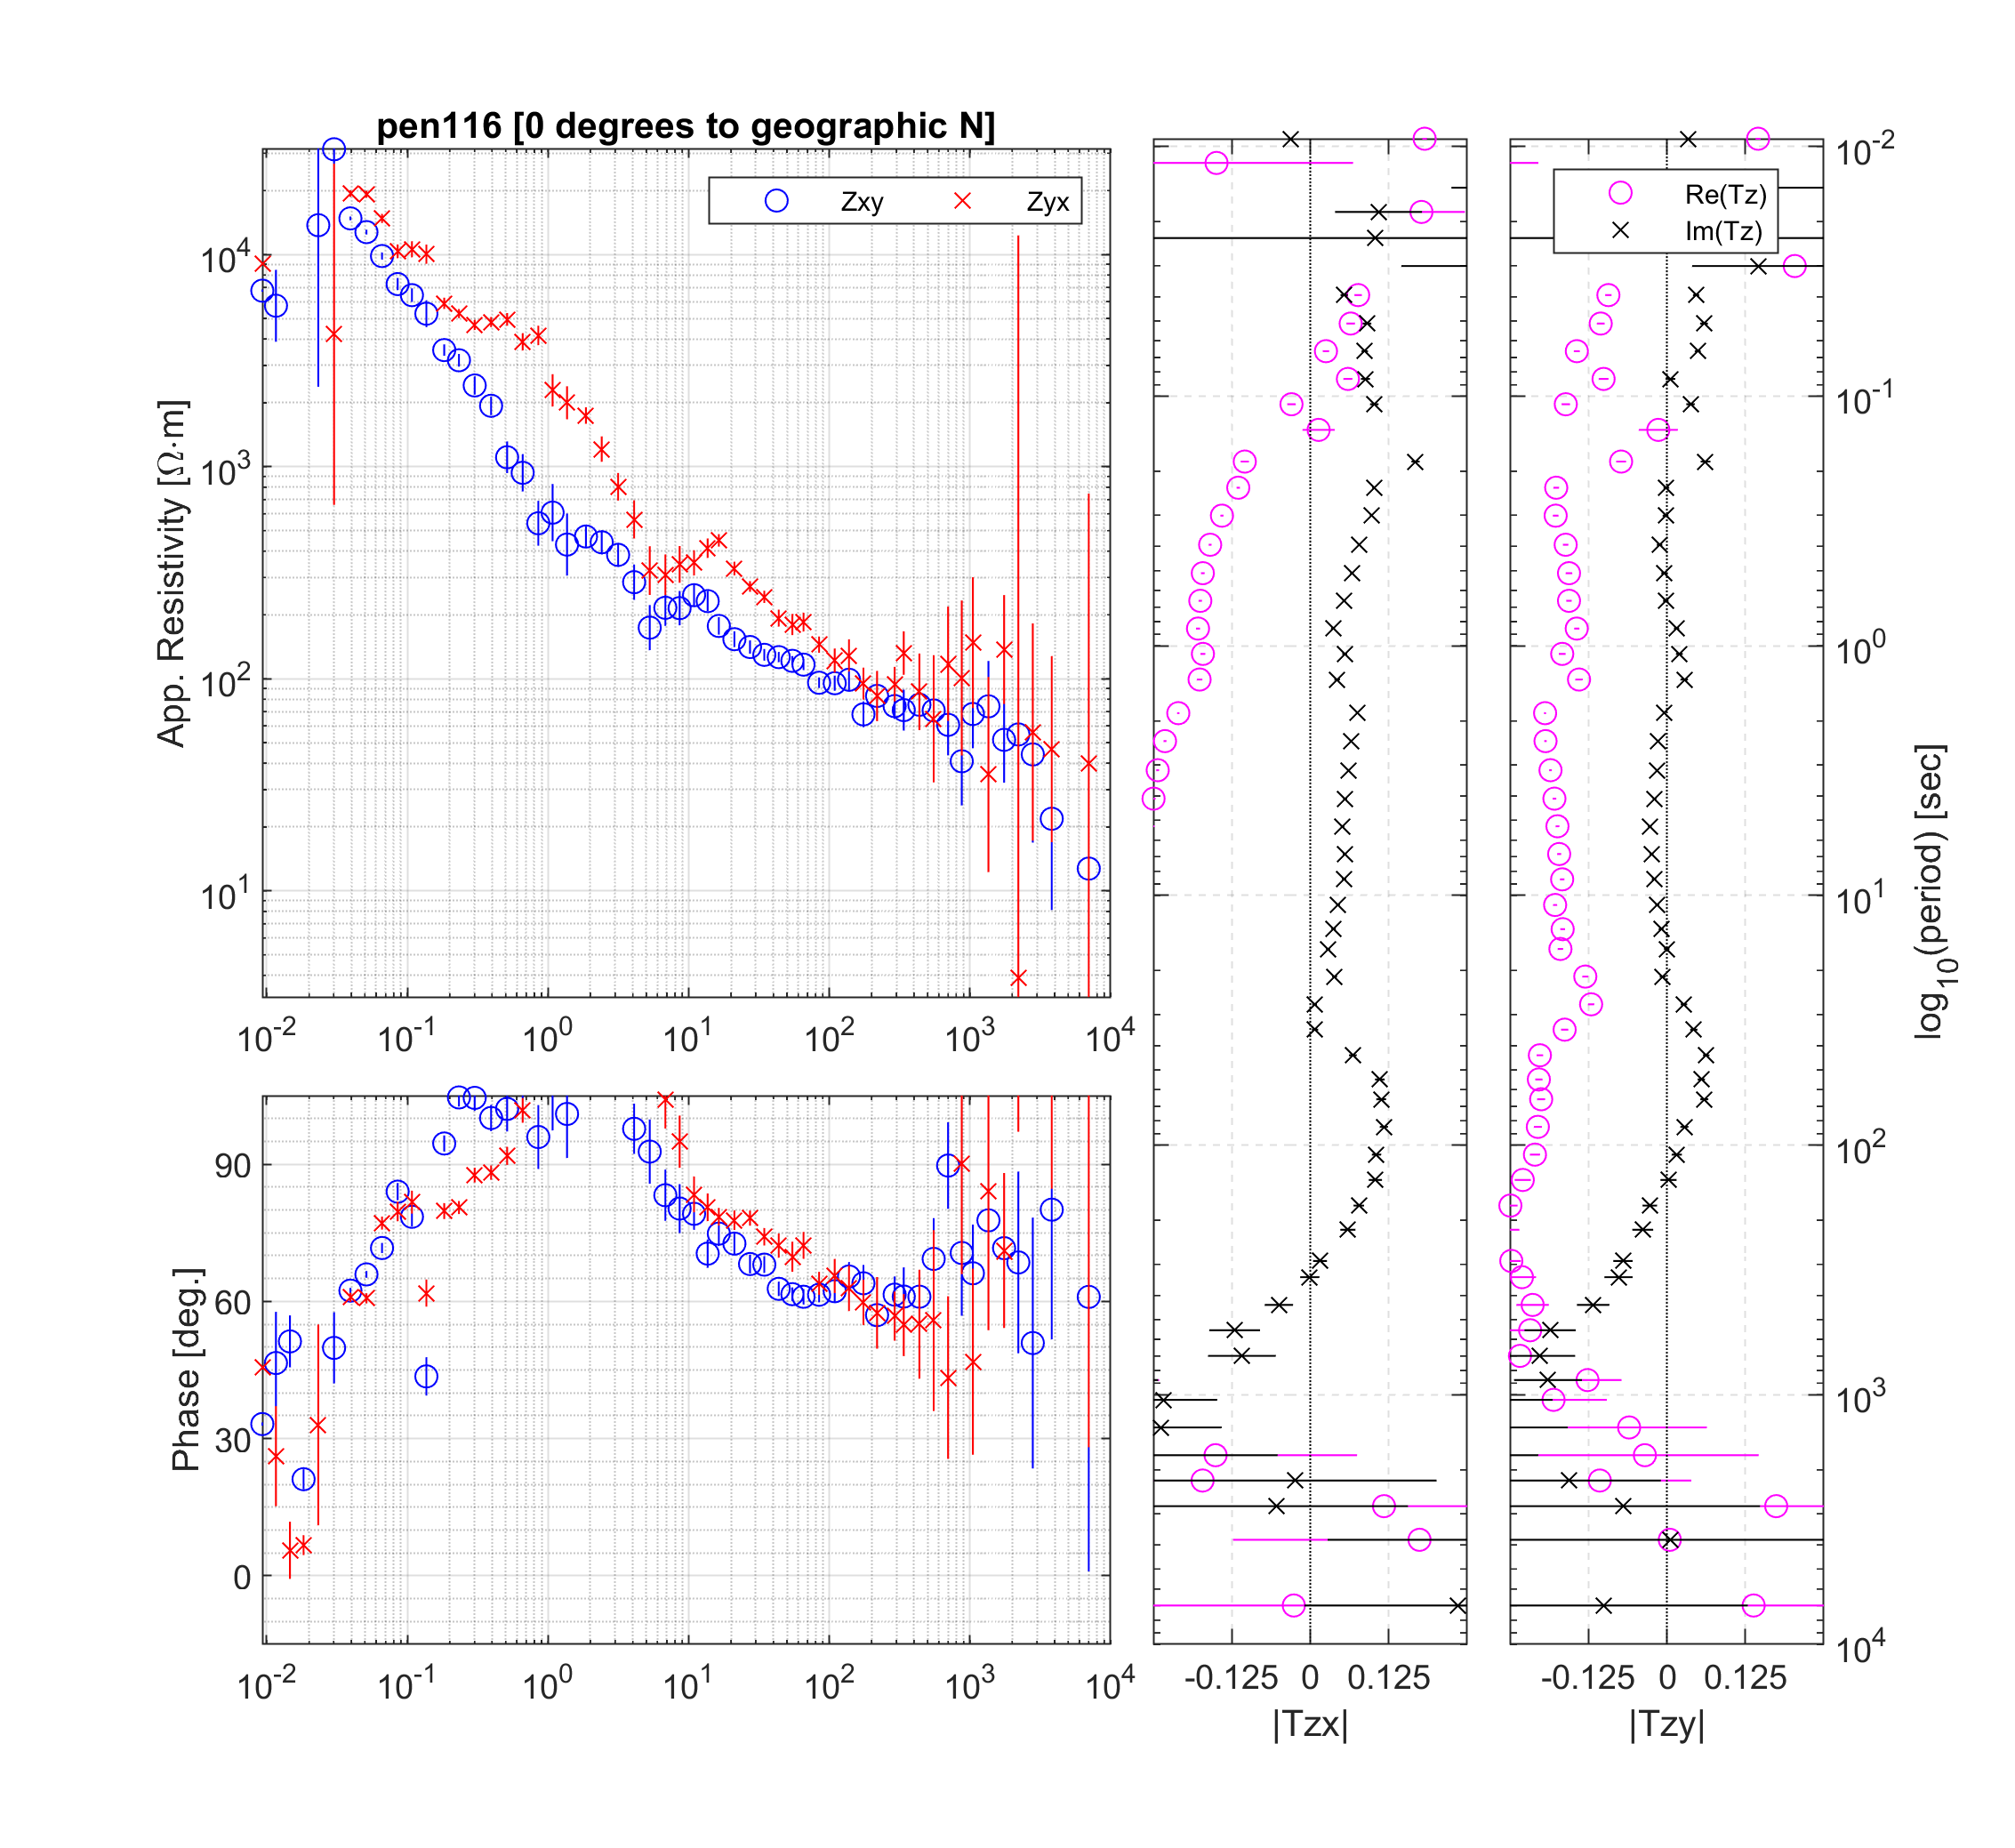 pen116 [0 degrees to geographic N]
Zxy Zyx
App. Resistivity [Ω·m]
10^4
10^3
10^2
10^1
10^-2 10^-1 10^0 10^1 10^2 10^3 10^4
Phase [deg.]
90
60
30
0
10^-2 10^-1 10^0 10^1 10^2 10^3 10^4
Re(Tz)
Im(Tz)
10^-2
10^-1
10^0
10^1
10^2
10^3
10^4
log10(period) [sec]
-0.125 0 0.125
|Tzx|
-0.125 0 0.125
|Tzy|